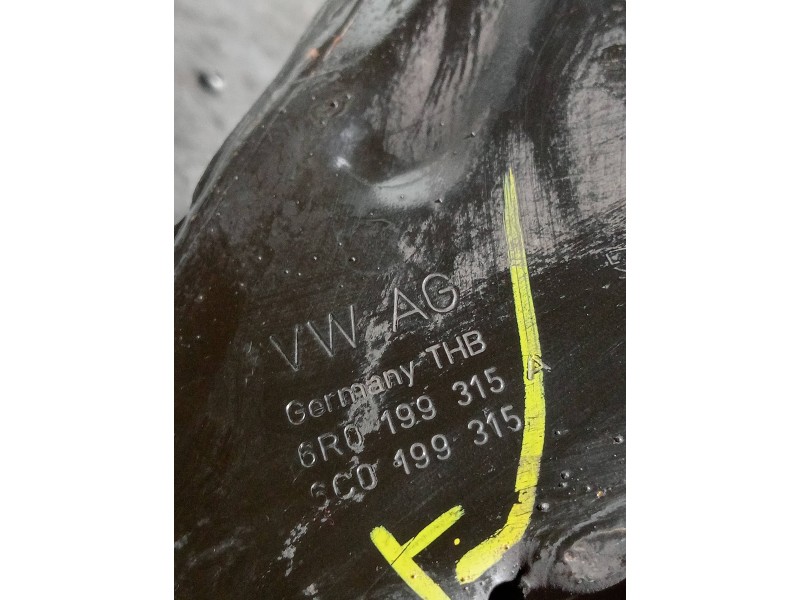 VW AG
Germany THB
6R0 199 315 A
6C0 199 315